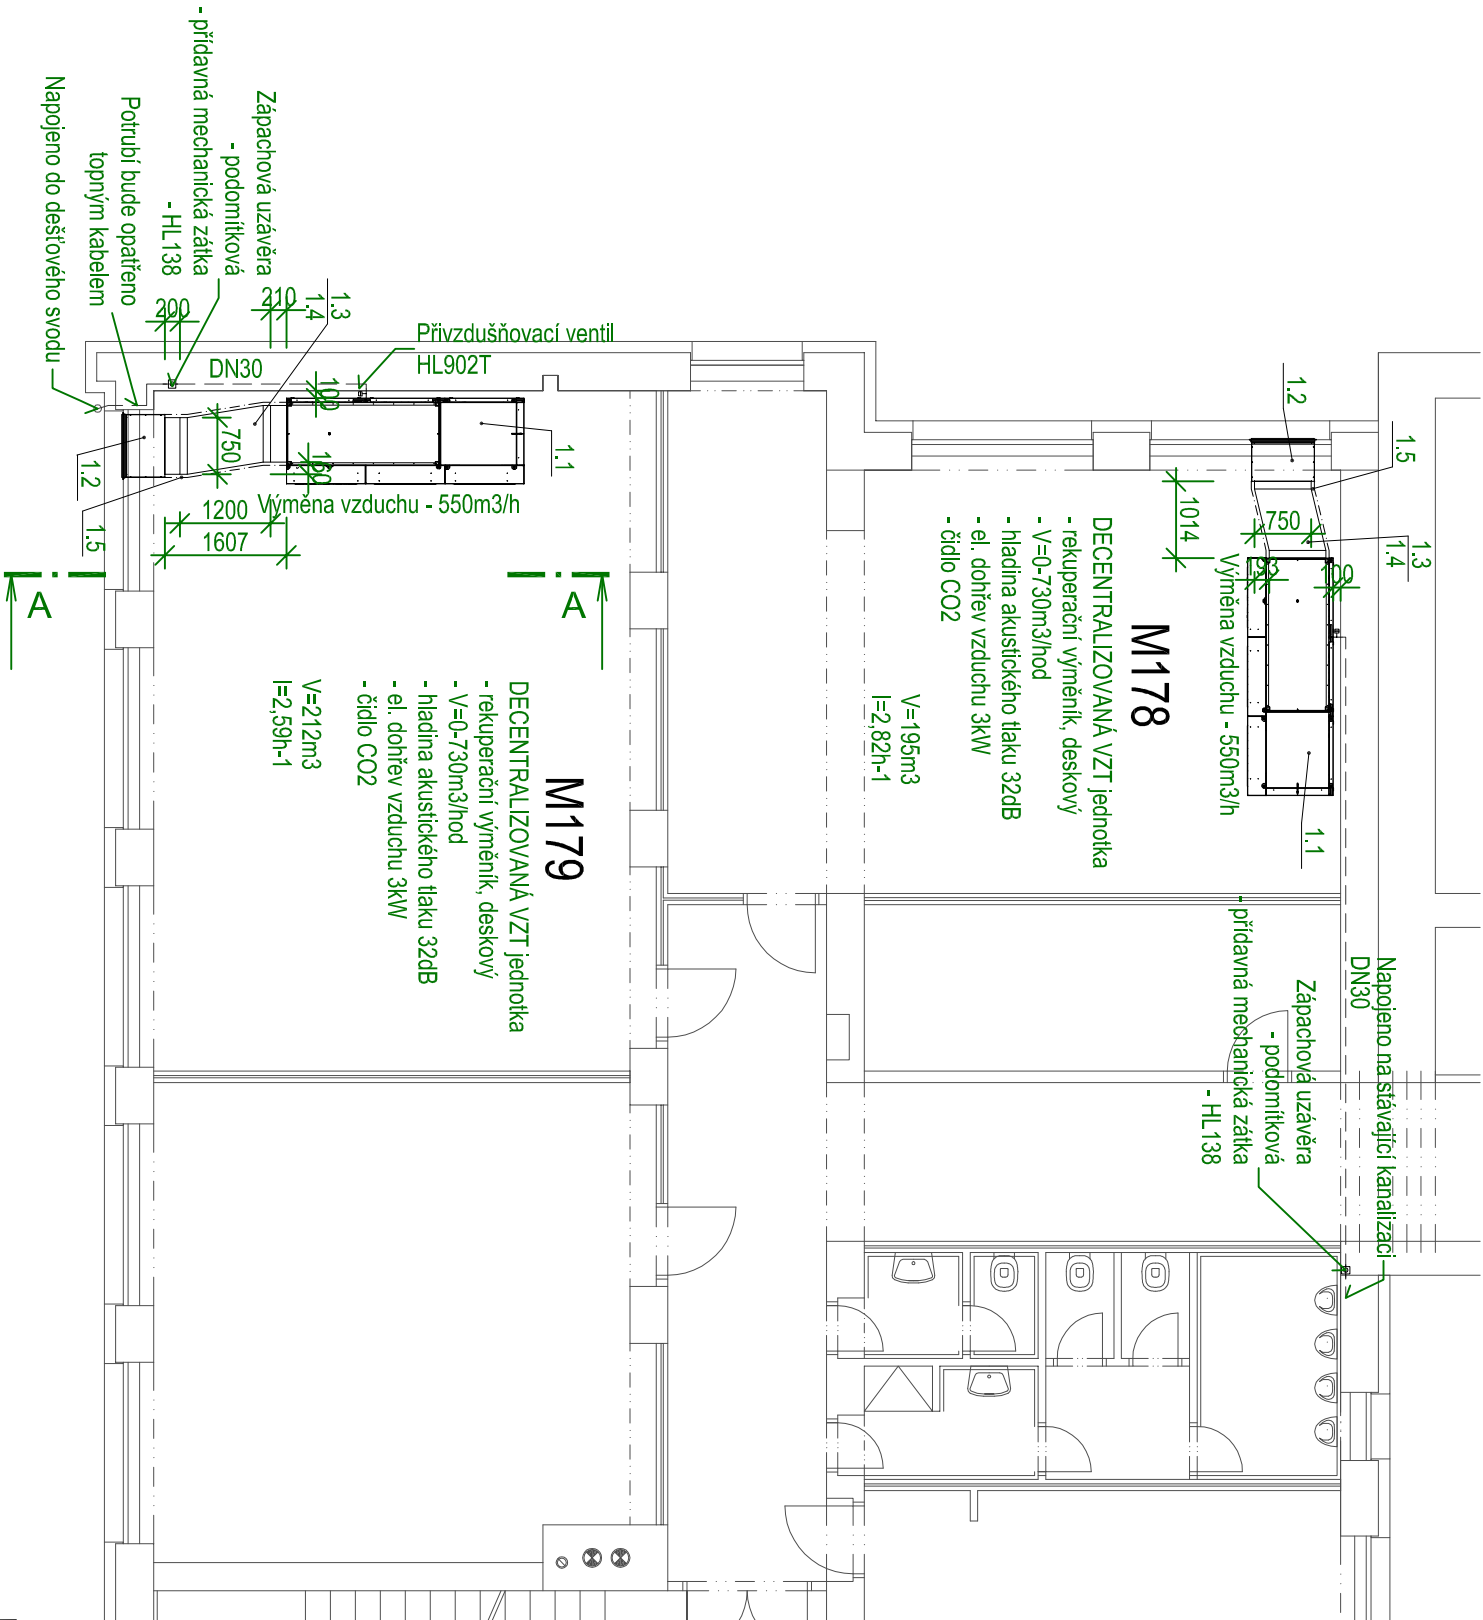 Zápachová uzávěra
- podomítková
- přídavná mechanická zátka
- HL138
Potrubí bude opatřeno
topným kabelem
Napojeno do dešťového svodu
200
210
1.3
1.4
DN30
Přivzdušňovací ventil
HL902T
100
750
160
1.1
1.2
1.5
Výměna vzduchu - 550m3/h
1200
1607
A
A
M179
DECENTRALIZOVANÁ VZT jednotka
- rekuperační výměník, deskový
- V=0-730m3/hod
- hladina akustického tlaku 32dB
- el. dohřev vzduchu 3kW
- čidlo CO2
V=212m3
I=2,59h-1
1.2
1.5
1014
750
1.3
1.4
193
100
Výměna vzduchu - 550m3/h
1.1
M178
DECENTRALIZOVANÁ VZT jednotka
- rekuperační výměník, deskový
- V=0-730m3/hod
- hladina akustického tlaku 32dB
- el. dohřev vzduchu 3kW
- čidlo CO2
V=195m3
I=2,82h-1
Napojeno na stávající kanalizaci
DN30
Zápachová uzávěra
- podomítková
- přídavná mechanická zátka
- HL138